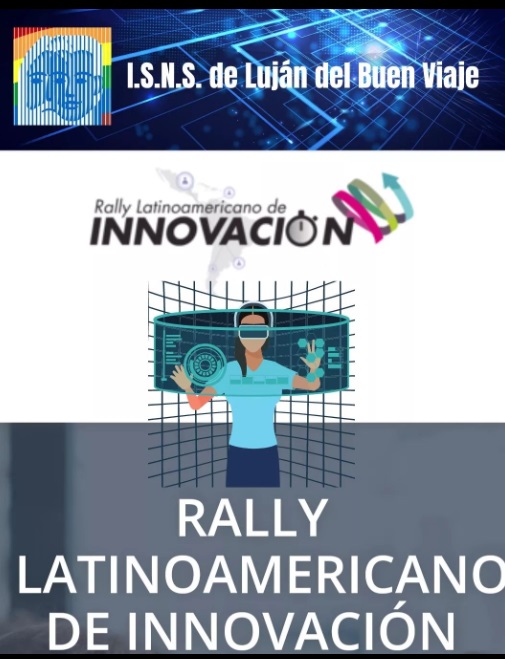 I.S.N.S. de Luján del Buen Viaje
Rally Latinoamericano de
INNOVACIÓN
RALLY
LATINOAMERICANO
DE INNOVACIÓN